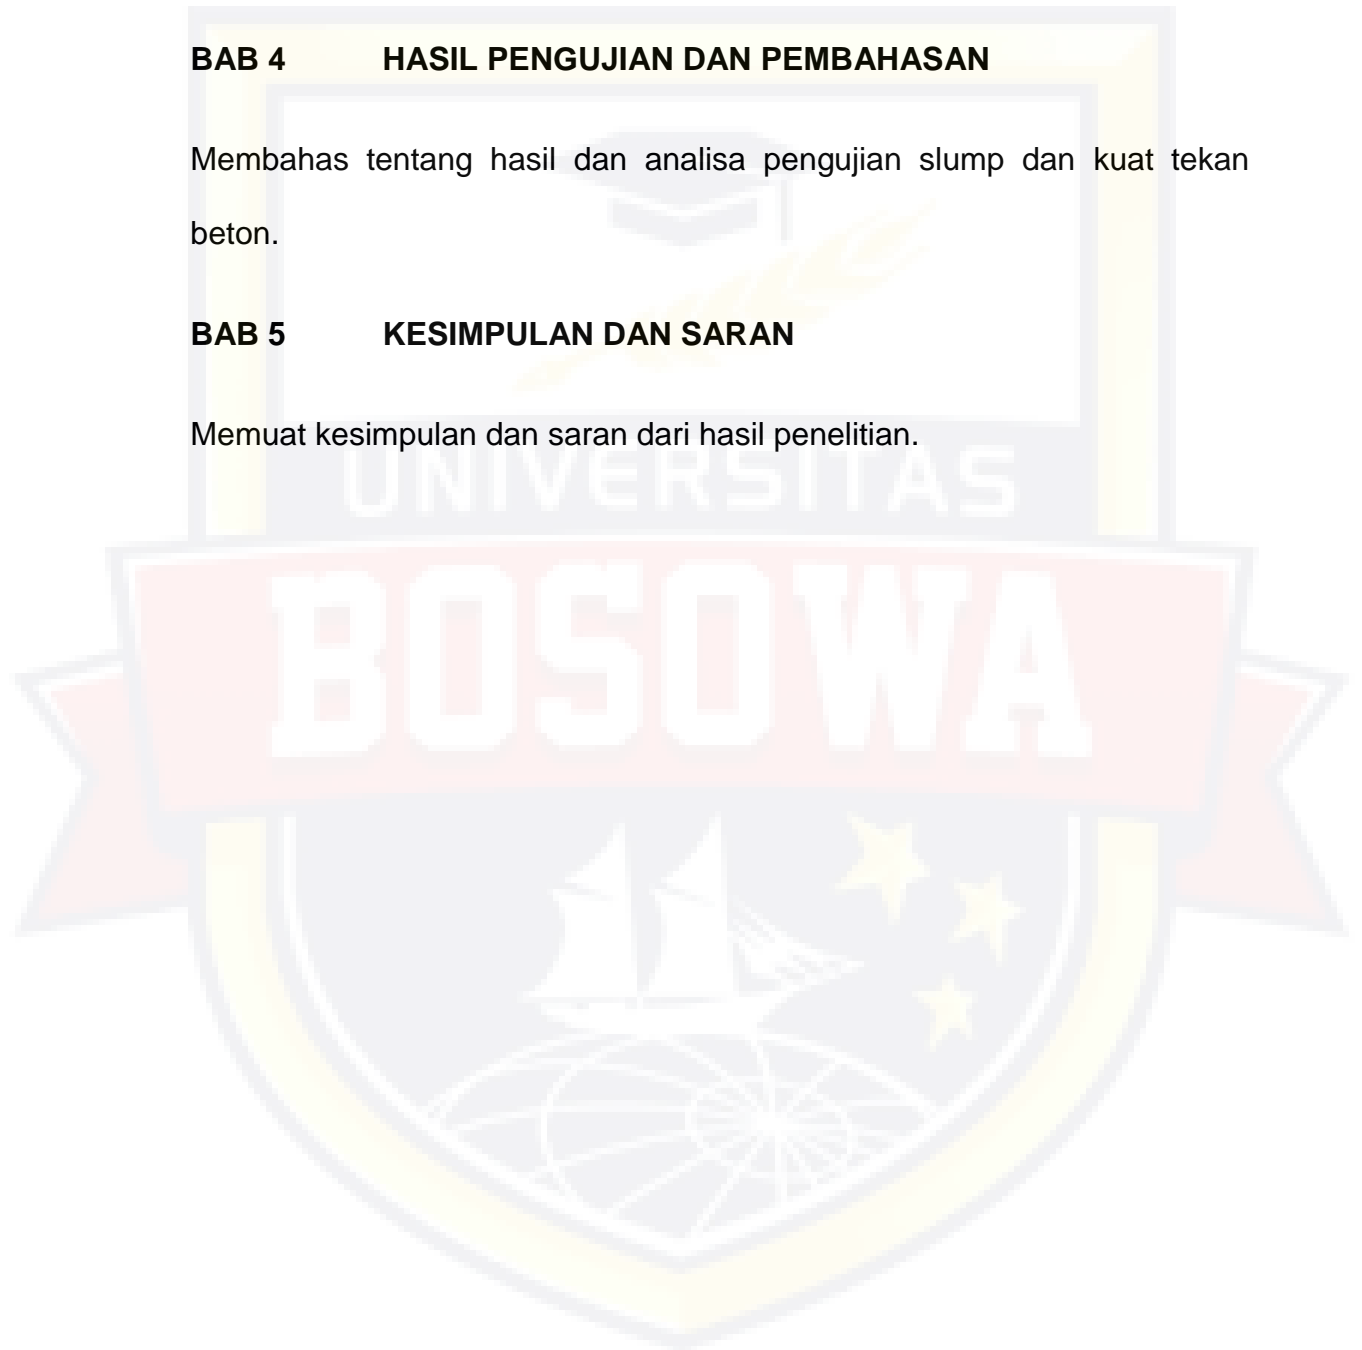 BAB 4 HASIL PENGUJIAN DAN PEMBAHASAN
Membahas tentang hasil dan analisa pengujian slump dan kuat tekan
beton.
BAB 5 KESIMPULAN DAN SARAN
Memuat kesimpulan dan saran dari hasil penelitian.
UNIVERSITAS
BOSOWA